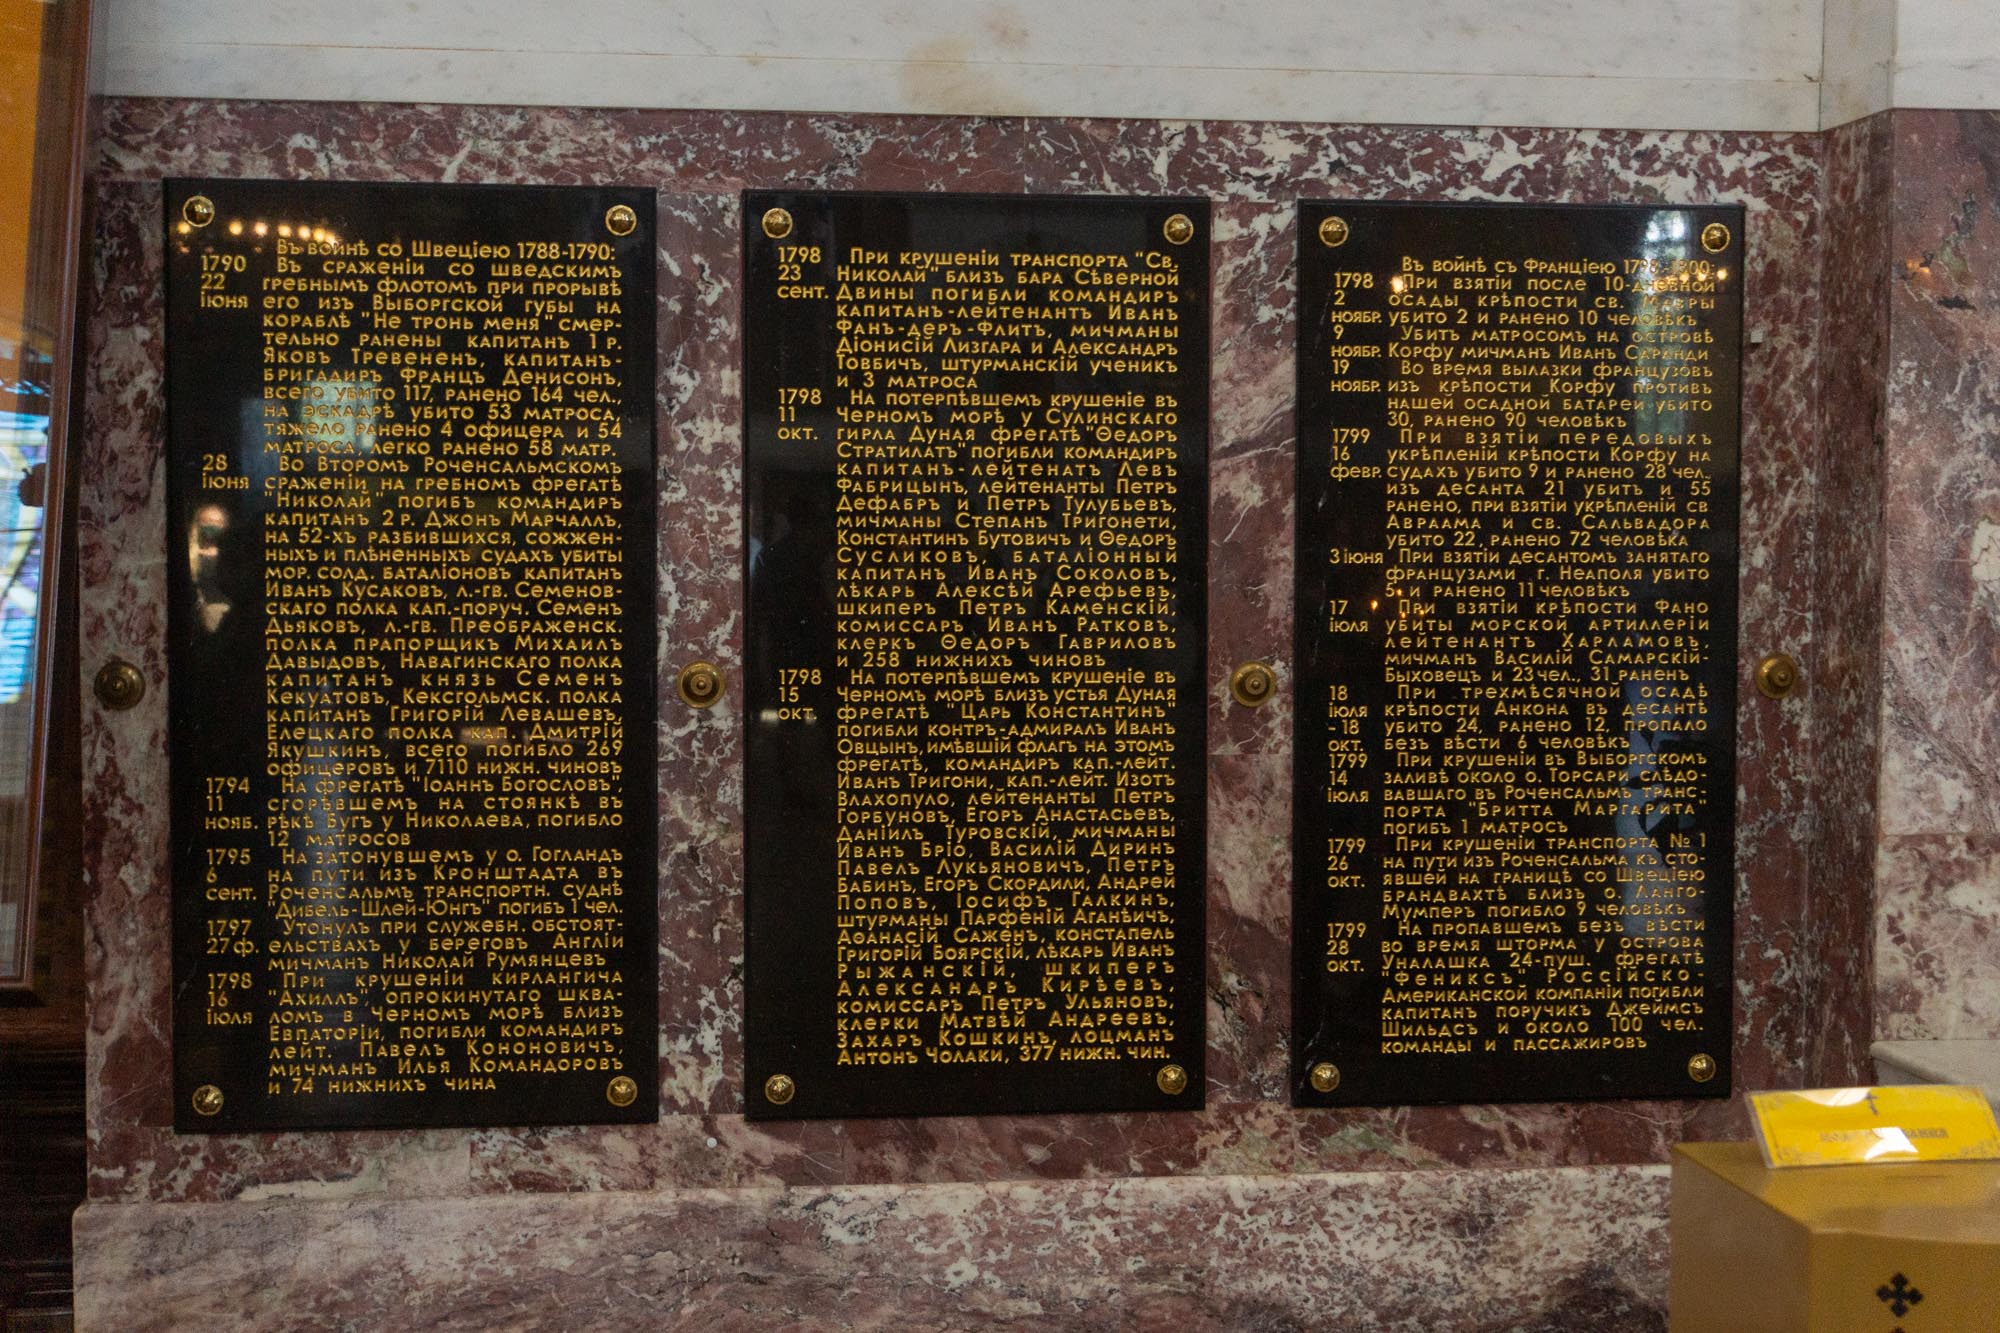 Въ войнѣ со Швеціею 1788-1790:
1790 Въ сраженіи со шведскимъ
22 гребнымъ флотомъ при прорывѣ
іюня его изъ Выборгской губы на
кораблѣ "Не тронь меня" смер-
тельно ранены капитанъ 1 р.
Яковъ Тревененъ, капитанъ-
бригадиръ Францъ Денисонъ,
всего убито 117, ранено 164 чел.,
на эскадрѣ убито 53 матроса,
тяжело ранено 4 офицера и 54
матроса, легко ранено 58 матр.
28 Во Второмъ Роченсальмскомъ
іюня сраженіи на гребномъ фрегатѣ
"Николай" погибъ командиръ
капитанъ 2 р. Джонъ Марчаллъ,
на 52-хъ разбившихся, сожжен-
ныхъ и плѣненныхъ судахъ убиты
мор. солд. баталіоновъ капитанъ
Иванъ Кусаковъ, л.-гв. Семенов-
скаго полка кап.-поруч. Семенъ
Дьяковъ, л.-гв. Преображенск.
полка прапорщикъ Михаилъ
Давыдовъ, Навагинскаго полка
капитанъ князь Семенъ
Кекуатовъ, Кексгольмск. полка
капитанъ Григорій Левашевъ,
Елецкаго полка кап. Дмитрій
Якушкинъ, всего погибло 269
офицеровъ и 7110 нижн. чиновъ
1794 На фрегатѣ "Іоаннъ Богословъ",
11 сгорѣвшемъ на стоянкѣ въ
нояб. рѣкѣ Бугъ у Николаева, погибло
12 матросов
1795 На затонувшемъ у о. Гогландъ
6 на пути изъ Кронштадта въ
сент. Роченсальмъ транспортн. суднѣ
"Дибель-Шлей-Юнгъ" погибъ 1 чел.
1797 Утонулъ при служебн. обстоят-
27 ф. ельствахъ у береговъ Англіи
мичманъ Николай Румянцевъ
1798 При крушеніи кирлангича
16 "Ахиллъ", опрокинутаго шква-
іюля ломъ в Черномъ морѣ близъ
Евпаторіи, погибли командиръ
лейт. Павелъ Кононовичъ,
мичманъ Илья Командоровъ
и 74 нижнихъ чина
1798 При крушеніи транспорта "Св.
23 Николай" близъ бара Сѣверной
сент. Двины погибли командиръ
капитанъ-лейтенантъ Иванъ
Фанъ-деръ-Флитъ, мичманы
Діонисій Лизгара и Александръ
Товбичъ, штурманскій ученикъ
и 3 матроса
1798 На потерпѣвшемъ крушеніе въ
11 Черномъ морѣ у Сулинскаго
окт. гирла Дуная фрегатѣ "Ѳедоръ
Стратилатъ" погибли командиръ
капитанъ-лейтенатъ Левъ
Фабрицынъ, лейтенанты Петръ
Дефабръ и Петръ Тулубьевъ,
мичманы Степанъ Тригонети,
Константинъ Бутовичъ и Ѳедоръ
Сусликовъ, баталіонный
капитанъ Иванъ Соколовъ,
лѣкарь Алексѣй Арефьевъ,
шкиперъ Петръ Каменскій,
комиссаръ Иванъ Ратковъ,
клеркъ Ѳедоръ Гавриловъ
и 258 нижнихъ чиновъ
1798 На потерпѣвшемъ крушеніе въ
15 Черномъ морѣ близъ устья Дуная
окт. фрегатѣ "Царь Константинъ"
погибли контръ-адмиралъ Иванъ
Овцынъ, имѣвшій флагъ на этомъ
фрегатѣ, командиръ кап.-лейт.
Иванъ Тригони, кап.-лейт. Изотъ
Влахопуло, лейтенанты Петръ
Горбуновъ, Егоръ Анастасьевъ,
Даніилъ Туровскій, мичманы
Иванъ Бріо, Василій Диринъ
Павелъ Лукьяновичъ, Петръ
Бабинъ, Егоръ Скордили, Андрей
Поповъ, Іосифъ Галкинъ,
штурманы Парфеній Аганѣичъ,
Аѳанасій Саженъ, констапель
Григорій Боярскій, лѣкарь Иванъ
Рыжанскій, шкиперъ
Александръ Кирѣевъ,
комиссаръ Петръ Ульяновъ,
клерки Матвѣй Андреевъ,
Захаръ Кошкинъ, лоцманъ
Антонъ Чолаки, 377 нижн. чин.
Въ войнѣ съ Франціею 1798-1800:
1798 При взятіи после 10-дневной
2 осады крѣпости св. Мавры
ноябр. убито 2 и ранено 10 человѣкъ
9 Убитъ матросомъ на островѣ
ноябр. Корфу мичманъ Иванъ Саранди
19 Во время вылазки французовъ
ноябр. изъ крѣпости Корфу противъ
нашей осадной батареи убито
30, ранено 90 человѣкъ
1799 При взятіи передовыхъ
16 укрѣпленій крѣпости Корфу на
февр. судахъ убито 9 и ранено 28 чел.
изъ десанта 21 убитъ и 55
ранено, при взятіи укрѣпленій св.
Авраама и св. Сальвадора
убито 22, ранено 72 человѣка
3 іюня При взятіи десантомъ занятаго
французами г. Неаполя убито
5 и ранено 11 человѣкъ
17 При взятіи крѣпости Фано
іюля убиты морской артиллеріи
лейтенантъ Харламовъ,
мичманъ Василій Самарскій-
Быховецъ и 23 чел., 31 раненъ
18 При трехмѣсячной осадѣ
іюля крѣпости Анкона въ десантѣ
-18 убито 24, ранено 12, пропало
окт. безъ вѣсти 6 человѣкъ
1799 При крушеніи въ Выборгскомъ
14 заливѣ около о. Торсари слѣдо-
іюля вавшаго въ Роченсальмъ транс-
порта "Бритта Маргарита"
погибъ 1 матросъ
1799 При крушеніи транспорта № 1
26 на пути изъ Роченсальма къ сто-
окт. явшей на границѣ со Швеціею
брандвахтѣ близъ о. Ланго-
Мумперъ погибло 9 человѣкъ
1799 На пропавшемъ безъ вѣсти
28 во время шторма у острова
окт. Уналашка 24-пуш. фрегатѣ
"Фениксъ" Россійско-
Американской компаніи погибли
капитанъ поручикъ Джеймсъ
Шильдсъ и около 100 чел.
команды и пассажировъ